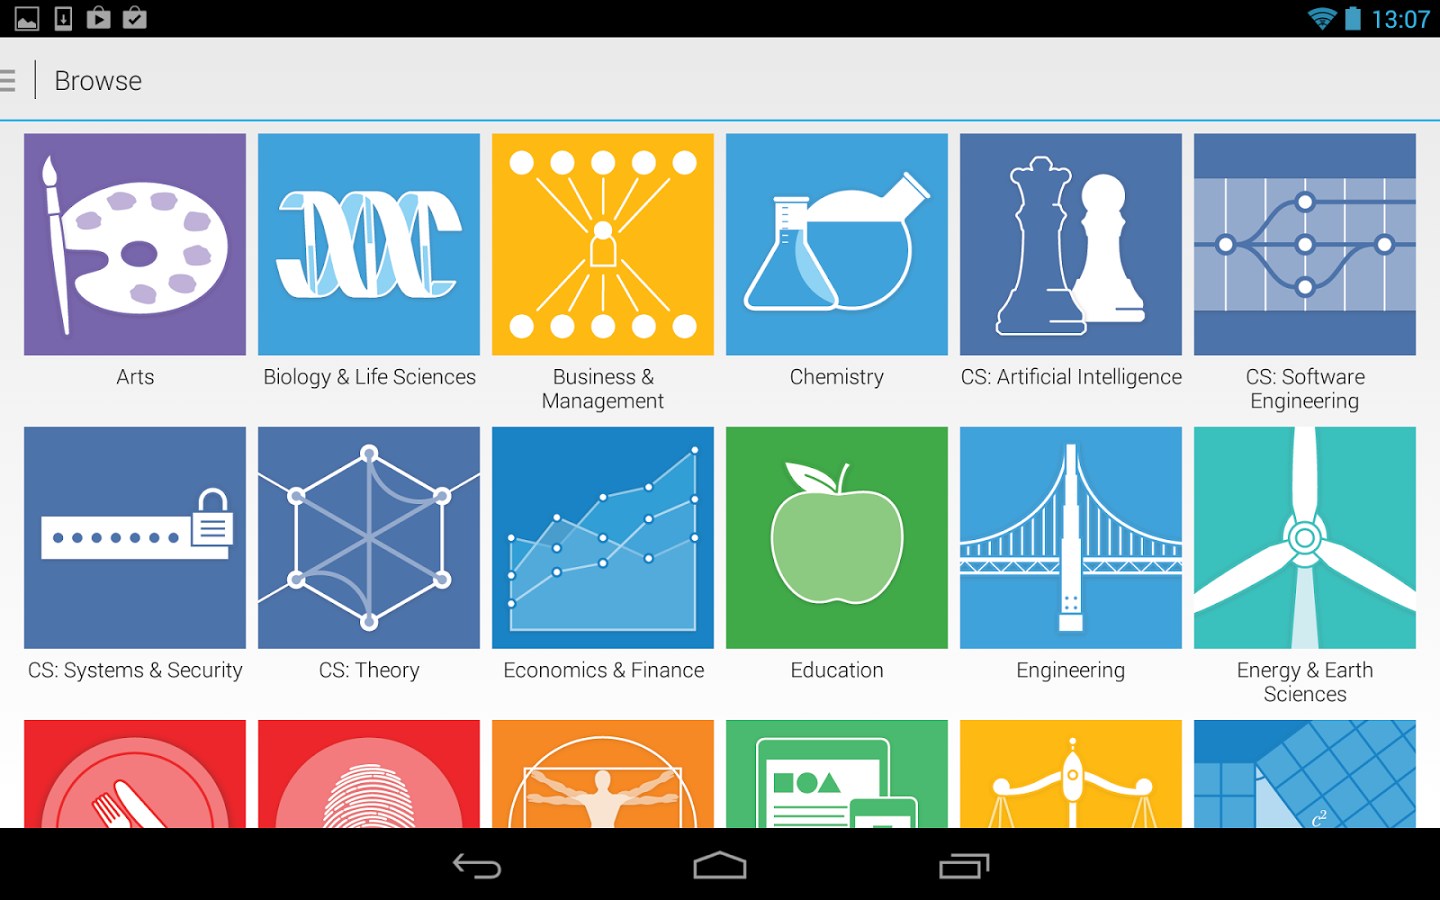 13:07
Browse
Arts
Biology & Life Sciences
Business &
Management
Chemistry
CS: Artificial Intelligence
CS: Software
Engineering
CS: Systems & Security
CS: Theory
Economics & Finance
Education
Engineering
Energy & Earth
Sciences
c²